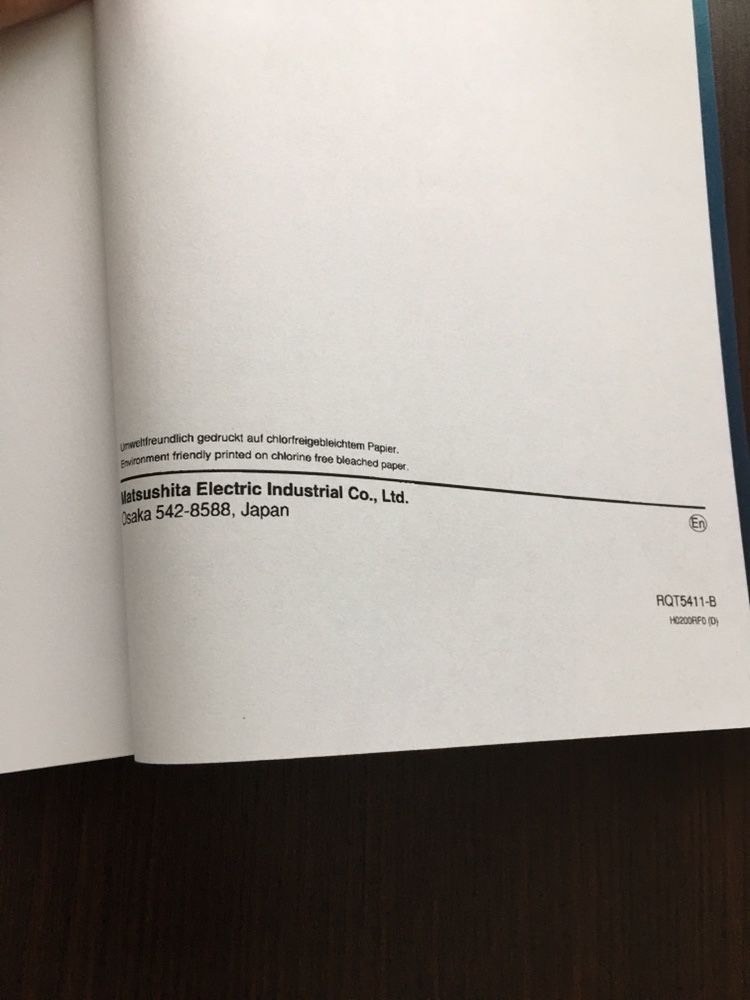 Umweltfreundlich gedruckt auf chlorfreigebleichtem Papier.
Environment friendly printed on chlorine free bleached paper.
Matsushita Electric Industrial Co., Ltd.
Osaka 542-8588, Japan
En
RQT5411-B
H0200RF0 (D)